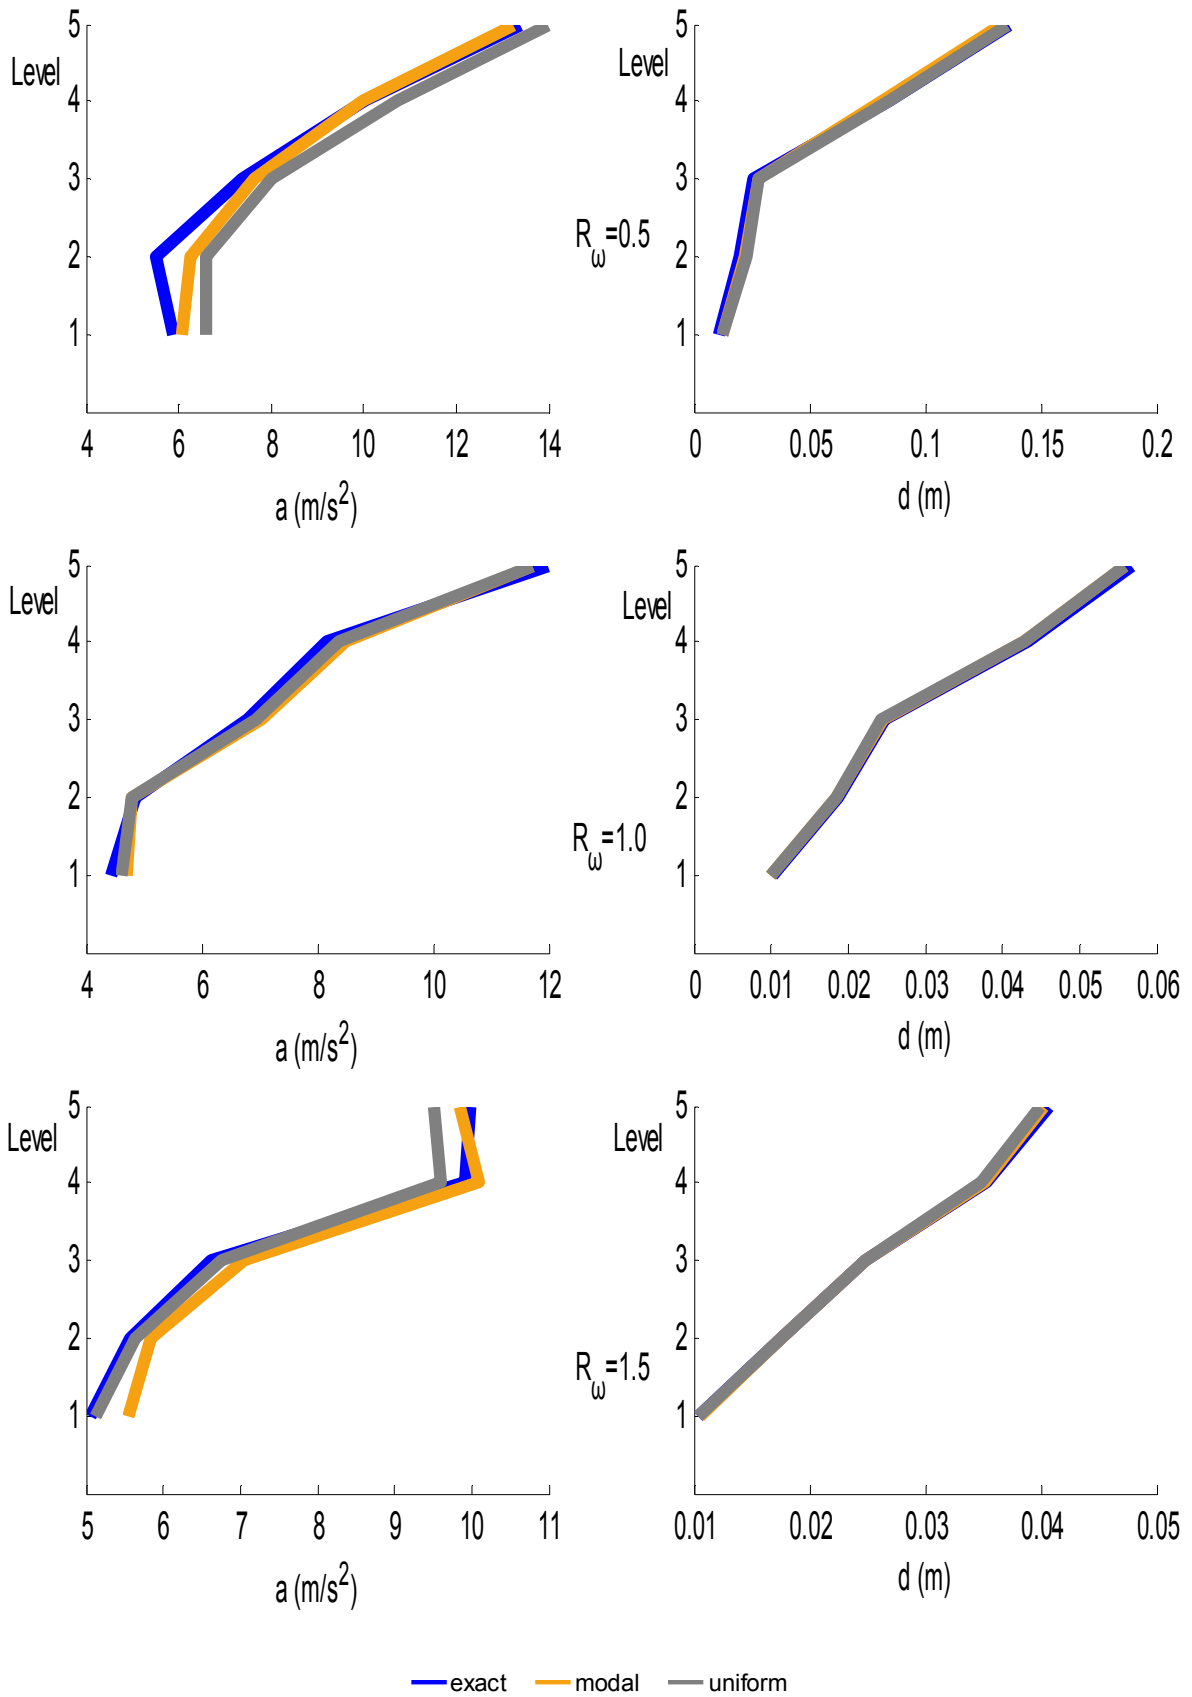 5
Level
4
3
2
1
4 6 8 10 12 14
a (m/s²)
5
Level
4
3
2
1
0 0.05 0.1 0.15 0.2
d (m)
R_ω=0.5
5
Level
4
3
2
1
4 6 8 10 12
a (m/s²)
5
Level
4
3
2
1
0 0.01 0.02 0.03 0.04 0.05 0.06
d (m)
R_ω=1.0
5
Level
4
3
2
1
5 6 7 8 9 10 11
a (m/s²)
5
Level
4
3
2
1
0.01 0.02 0.03 0.04 0.05
d (m)
R_ω=1.5
exact modal uniform